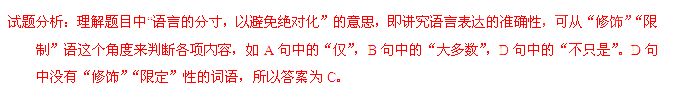 试题分析：理解题目中“语言的分寸，以避免绝对化”的意思，即讲究语言表达的准确性，可从“修饰”“限
制”语这个角度来判断各项内容，如 A 句中的“仅”，B 句中的“大多数”，D 句中的“不只是”。D 句
中没有“修饰”“限定”性的词语，所以答案为 C。